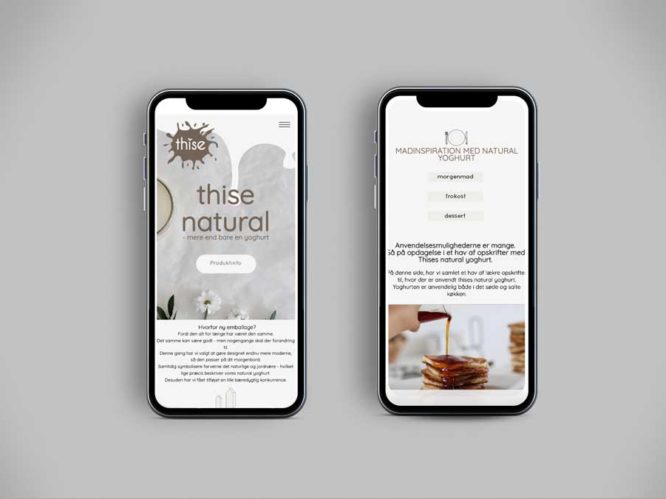 thise
thise
natural
- mere end bare en yoghurt
Produktinfo
Hvorfor ny emballage?
Fordi den alt for længe har været den samme.
Det samme kan være godt - men nogengange skal der forandring
til.
Denne gang har vi valgt at gøre designet endnu mere moderne,
så den passer på dit morgenbord.
Samtidig symbolisere farverne det naturlige og jordnære - hvilket
lige præcis beskriver vores natural yoghurt
Desuden har vi fået tilføjet en lille bæredygtig konkurrence.
MADINSPIRATION MED NATURAL
YOGHURT
morgenmad
frokost
dessert
Anvendelsesmulighederne er mange.
Gå på opdagelse i et hav af opskrifter med
Thises natural yoghurt.
På denne side, har vi samlet et hav af lækre opskrifter
til, hvor der er anvendt thises natural yoghurt.
Yoghurten er anvendelig både i det søde og salte
køkken.